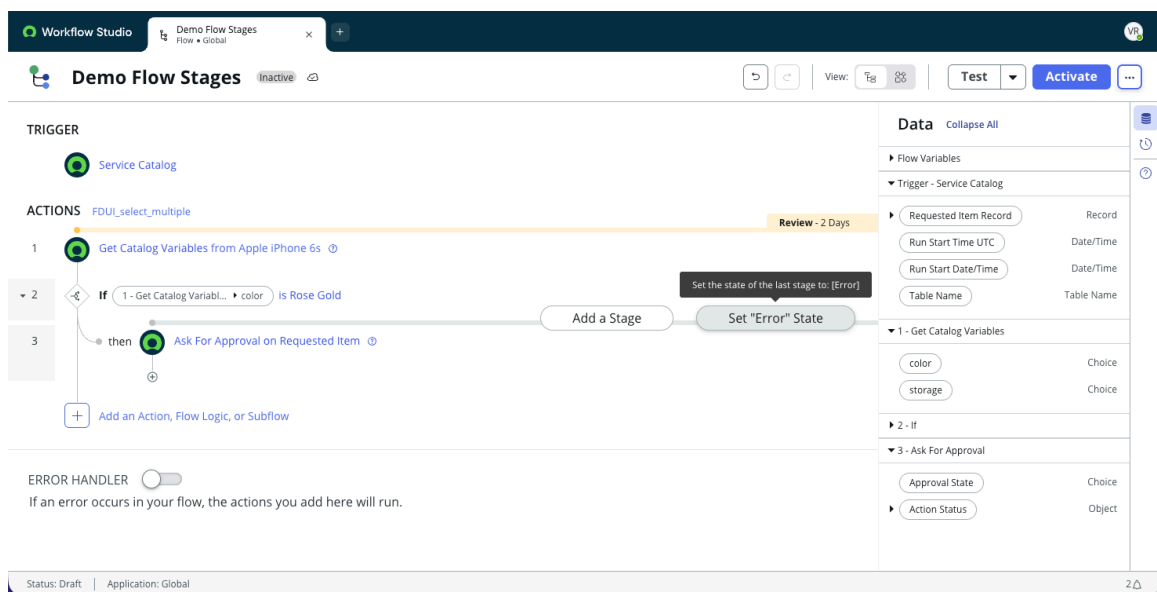 Workflow Studio
Demo Flow Stages
Flow • Global
×
+
VR
Demo Flow Stages
Inactive
View:
Test
Activate
...
TRIGGER
Service Catalog
ACTIONS FDUI_select_multiple
Review - 2 Days
1 Get Catalog Variables from Apple iPhone 6s
Set the state of the last stage to: [Error]
2 If 1 - Get Catalog Variabl... color is Rose Gold
Add a Stage Set "Error" State
3 then Ask For Approval on Requested Item
+ Add an Action, Flow Logic, or Subflow
ERROR HANDLER
If an error occurs in your flow, the actions you add here will run.
Data Collapse All
Flow Variables
Trigger - Service Catalog
Requested Item Record Record
Run Start Time UTC Date/Time
Run Start Date/Time Date/Time
Table Name Table Name
1 - Get Catalog Variables
color Choice
storage Choice
2 - If
3 - Ask For Approval
Approval State Choice
Action Status Object
Status: Draft | Application: Global
2